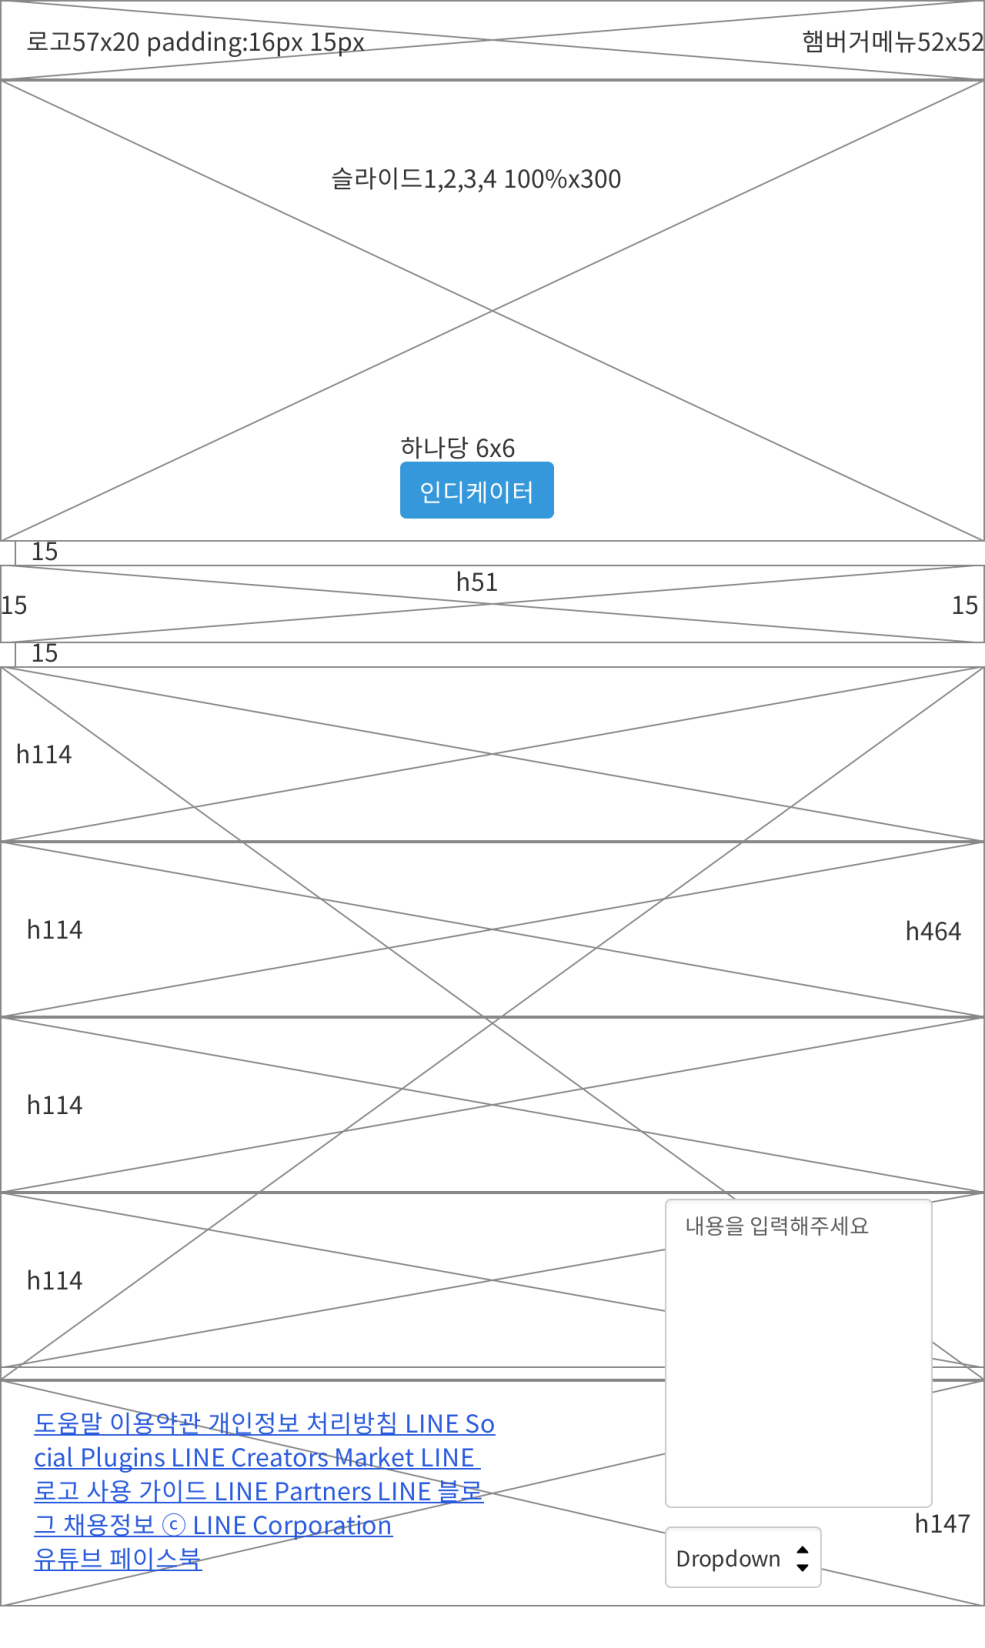 로고57x20 padding:16px 15px
햄버거메뉴52x52
슬라이드1,2,3,4 100%x300
하나당 6x6
인디케이터
15
h51
15
15
15
h114
h114
h464
h114
h114
내용을 입력해주세요
도움말 이용약관 개인정보 처리방침 LINE So
cial Plugins LINE Creators Market LINE
로고 사용 가이드 LINE Partners LINE 블로
그 채용정보 ⓒ LINE Corporation
유튜브 페이스북
h147
Dropdown